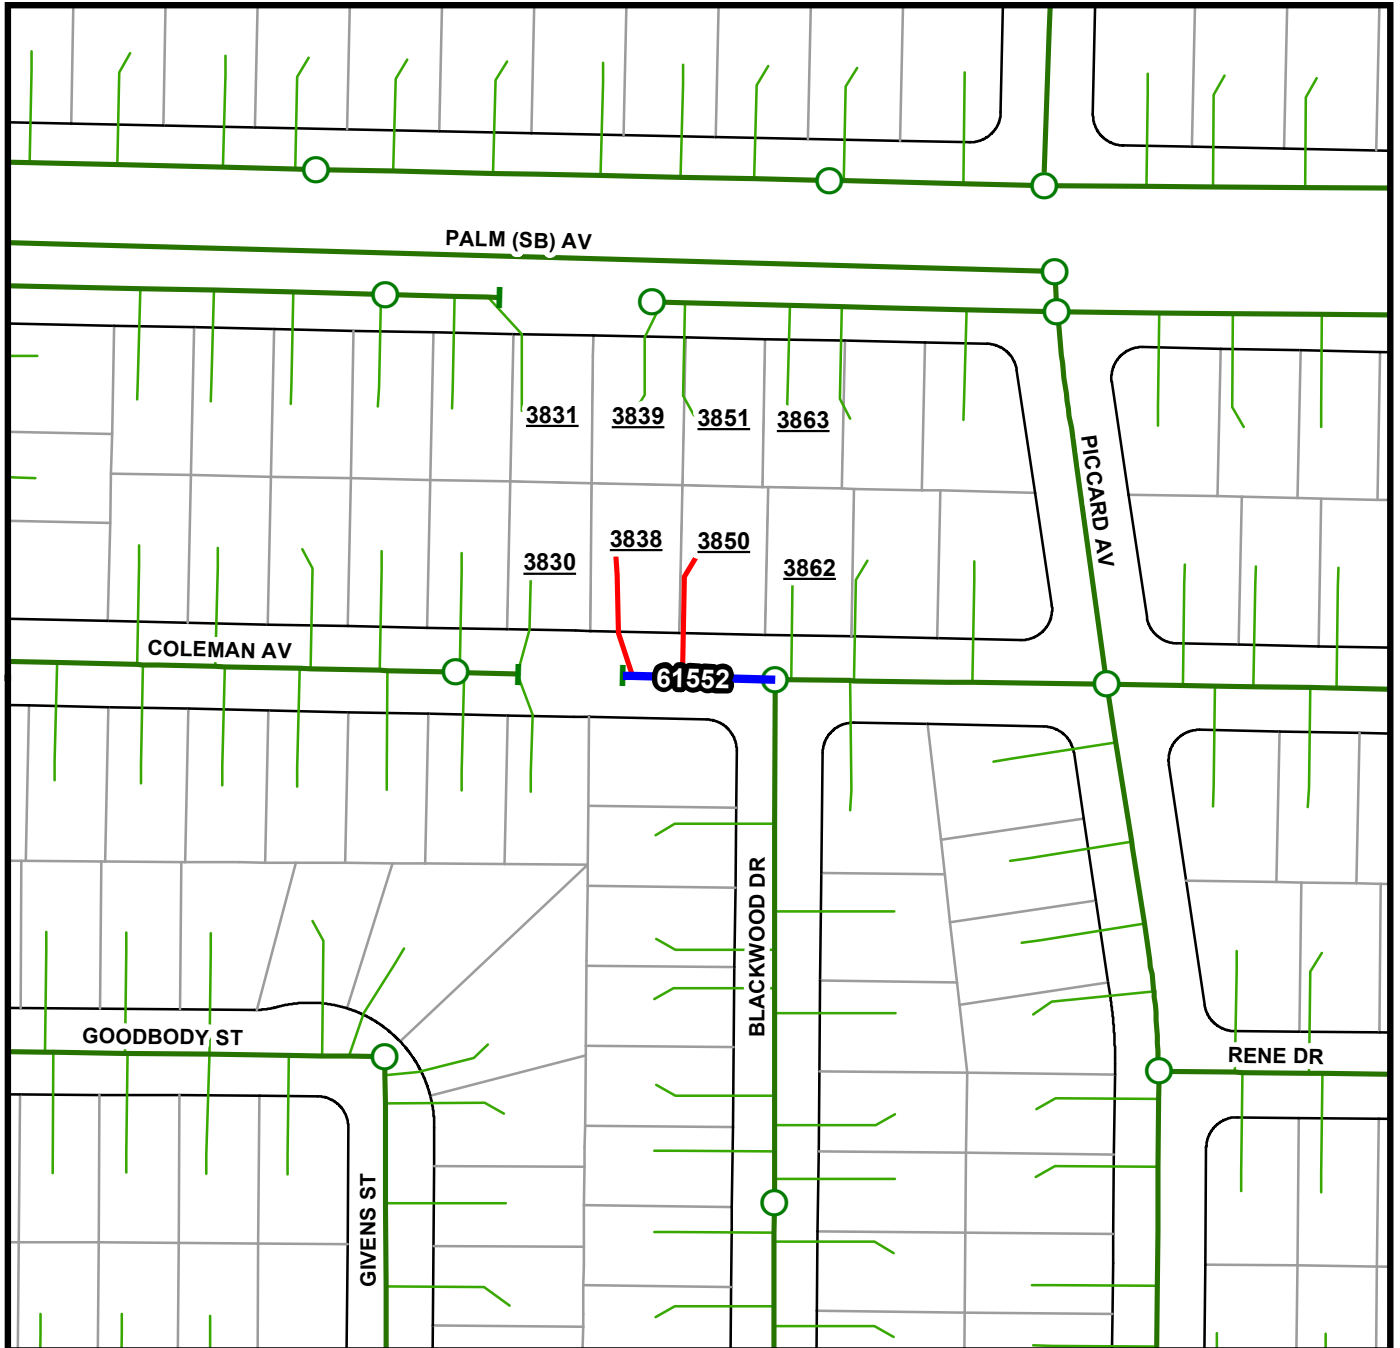 PALM (SB) AV
3831
3839
3851
3863
PICCARD AV
3838
3850
3830
3862
COLEMAN AV
61552
BLACKWOOD DR
GOODBODY ST
RENE DR
GIVENS ST